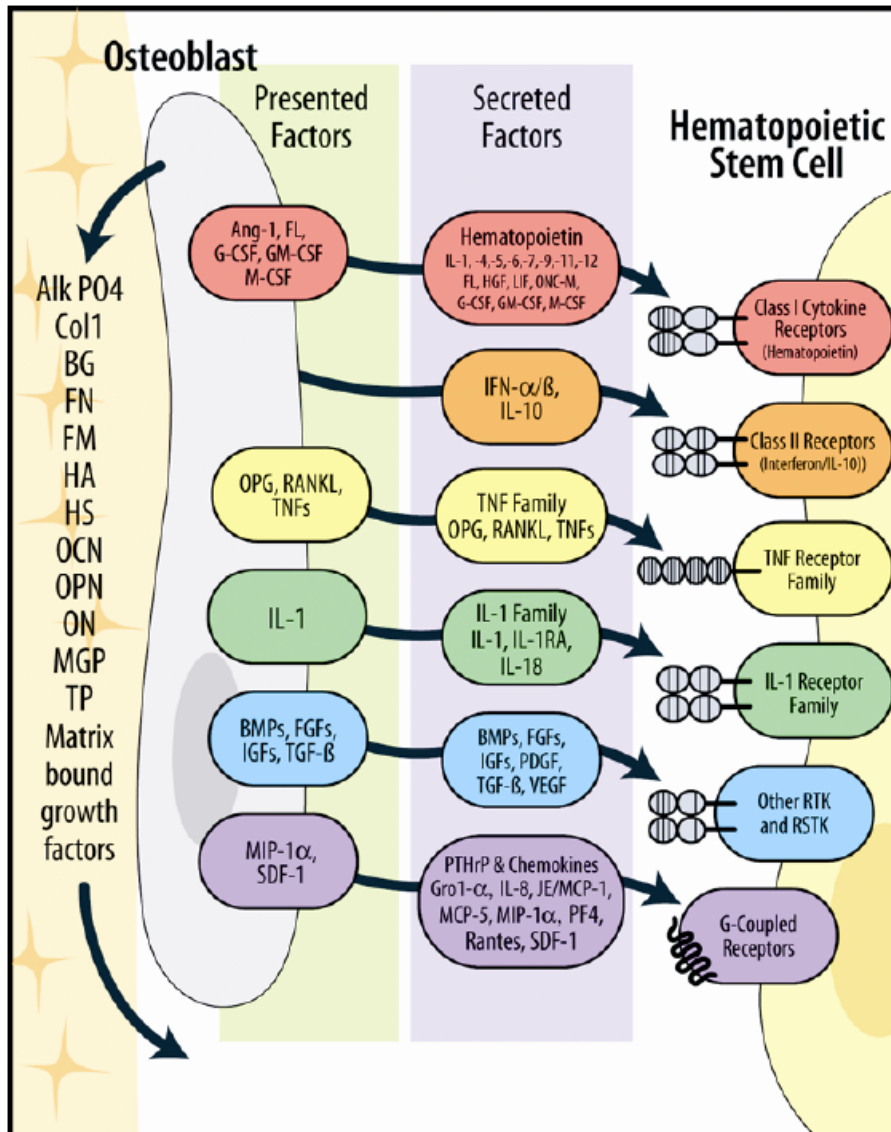 Osteoblast
Presented
Factors
Secreted
Factors
Hematopoietic
Stem Cell
Alk PO4
Col1
BG
FN
FM
HA
HS
OCN
OPN
ON
MGP
TP
Matrix
bound
growth
factors
Ang-1, FL,
G-CSF, GM-CSF
M-CSF
Hematopoietin
IL-1, -4,-5,-6,-7,-9,-11,-12
FL, HGF, LIF, ONC-M,
G-CSF, GM-CSF, M-CSF
Class I Cytokine
Receptors
(Hematopoietin)
IFN-α/ß,
IL-10
Class II Receptors
(Interferon/IL-10))
OPG, RANKL,
TNFs
TNF Family
OPG, RANKL, TNFs
TNF Receptor
Family
IL-1
IL-1 Family
IL-1, IL-1RA,
IL-18
IL-1 Receptor
Family
BMPs, FGFs,
IGFs, TGF-ß
BMPs, FGFs,
IGFs, PDGF,
TGF-ß, VEGF
Other RTK
and RSTK
MIP-1α,
SDF-1
PTHrP & Chemokines
Gro1-α, IL-8, JE/MCP-1,
MCP-5, MIP-1α, PF4,
Rantes, SDF-1
G-Coupled
Receptors